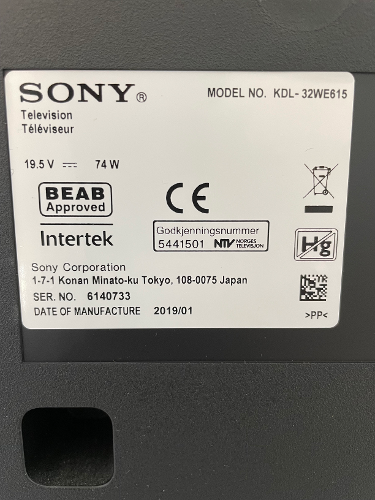 SONY®
MODEL NO. KDL-32WE615
Television
Téléviseur
19.5 V 74 W
BEAB
Approved
CE
Intertek
Godkjenningsnummer
5441501 NTV NORGES TELEVISJON
Hg
Sony Corporation
1-7-1 Konan Minato-ku Tokyo, 108-0075 Japan
SER. NO. 6140733
DATE OF MANUFACTURE 2019/01
>PP<